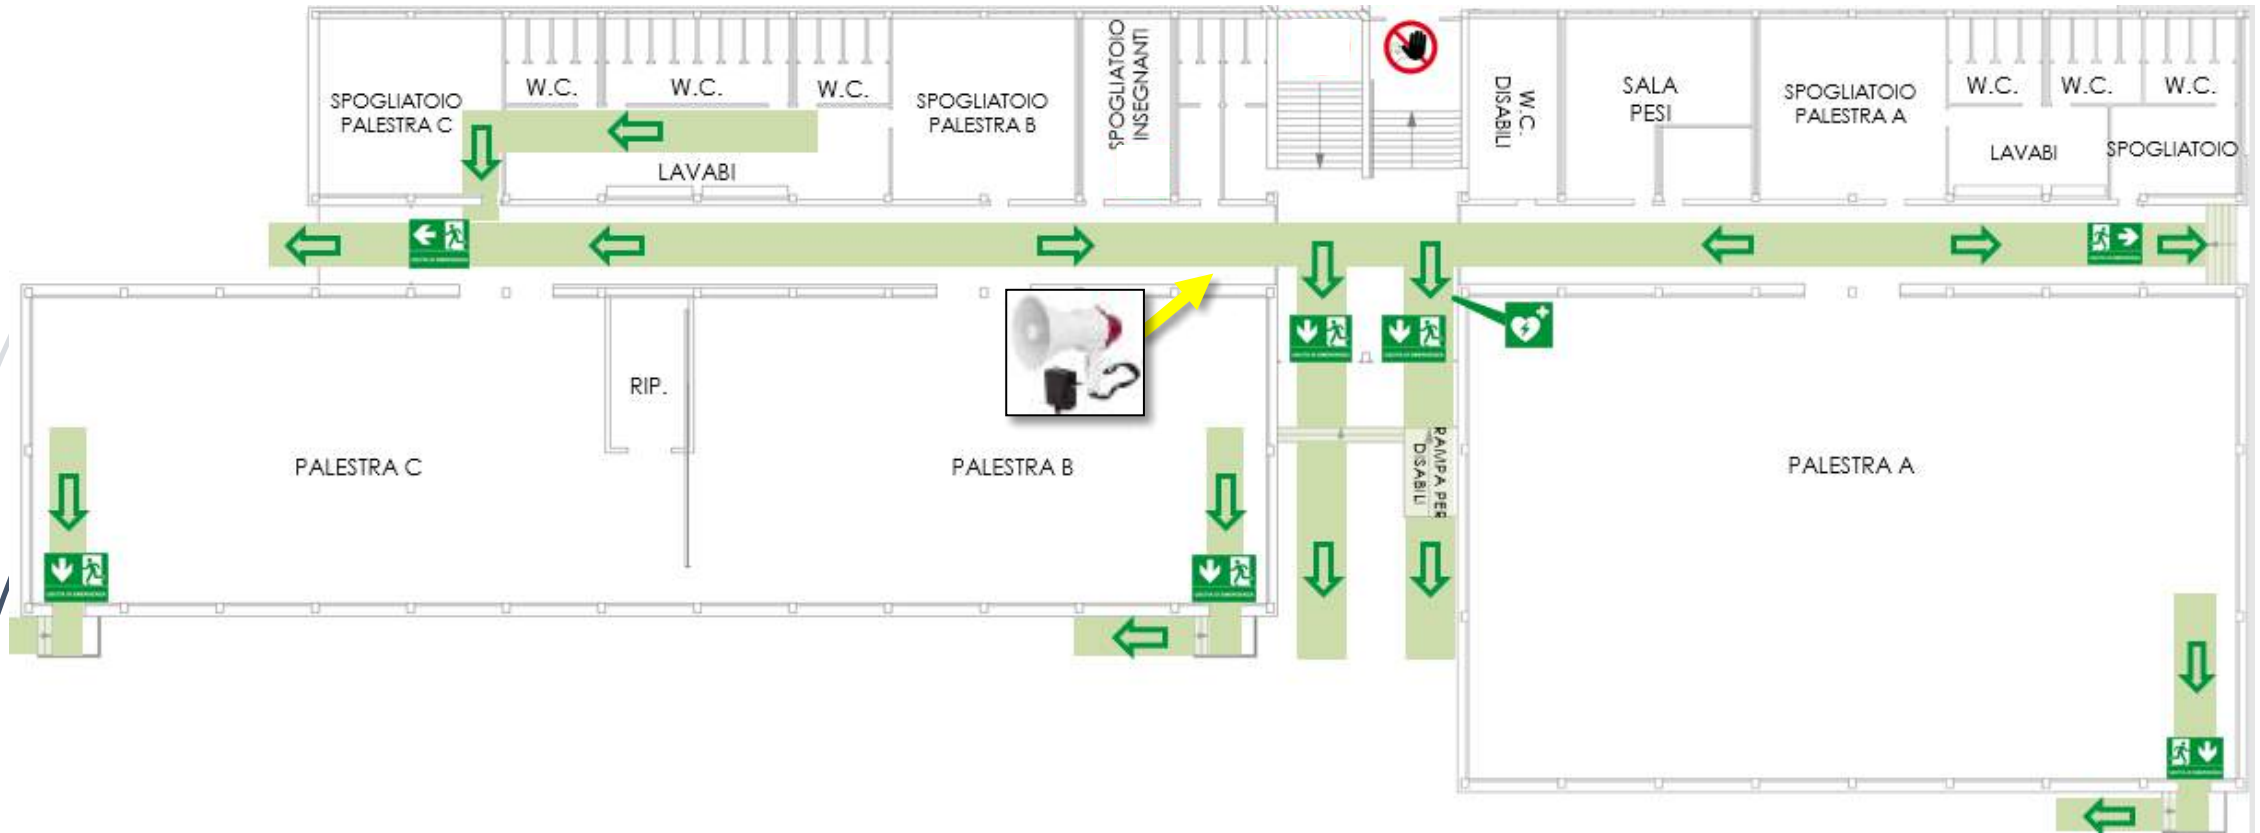 SPOGLIATOIO
PALESTRA C
W.C.
W.C.
W.C.
LAVABI
SPOGLIATOIO
PALESTRA B
SPOGLIATOIO
INSEGNANTI
W.C.
DISABILI
SALA
PESI
SPOGLIATOIO
PALESTRA A
W.C.
W.C.
W.C.
LAVABI
SPOGLIATOIO
RIP.
PALESTRA C
PALESTRA B
RAMPA PER
DISABILI
PALESTRA A